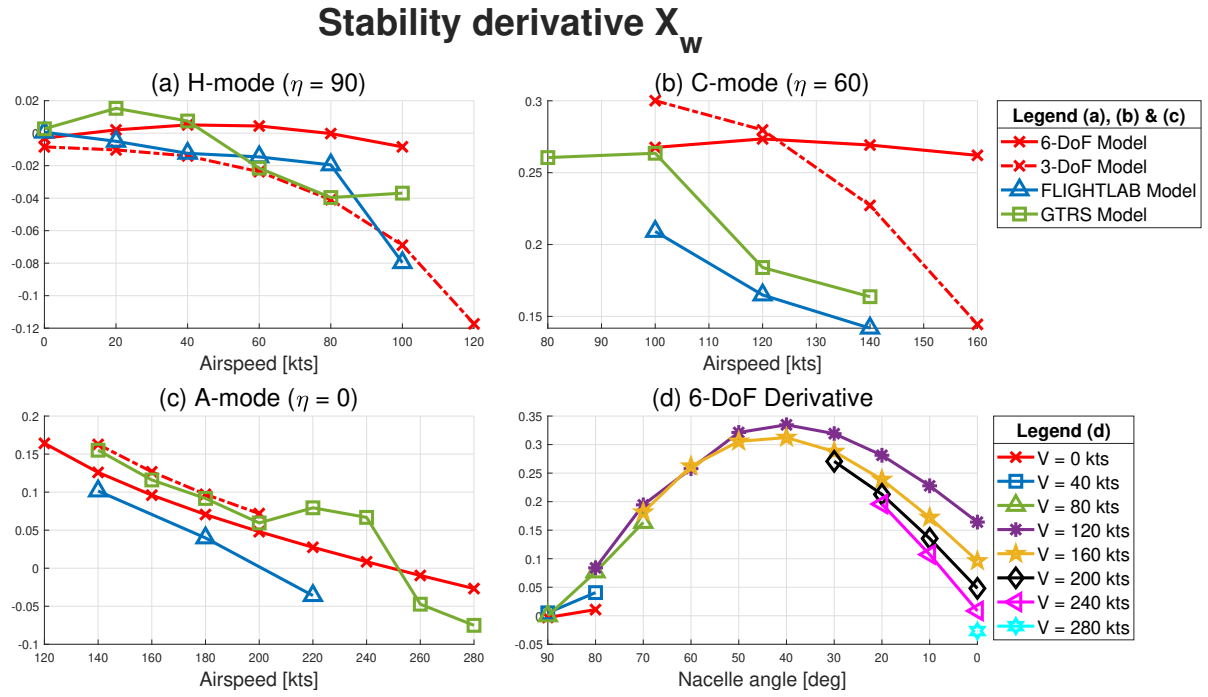 Stability derivative X_w
(a) H-mode (η = 90)
0.02
0
-0.02
-0.04
-0.06
-0.08
-0.1
-0.12
0 20 40 60 80 100 120
Airspeed [kts]
(b) C-mode (η = 60)
0.3
0.25
0.2
0.15
80 90 100 110 120 130 140 150 160
Airspeed [kts]
Legend (a), (b) & (c)
6-DoF Model
3-DoF Model
FLIGHTLAB Model
GTRS Model
(c) A-mode (η = 0)
0.2
0.15
0.1
0.05
0
-0.05
-0.1
120 140 160 180 200 220 240 260 280
Airspeed [kts]
(d) 6-DoF Derivative
0.35
0.3
0.25
0.2
0.15
0.1
0.05
0
-0.05
90 80 70 60 50 40 30 20 10 0
Nacelle angle [deg]
Legend (d)
V = 0 kts
V = 40 kts
V = 80 kts
V = 120 kts
V = 160 kts
V = 200 kts
V = 240 kts
V = 280 kts